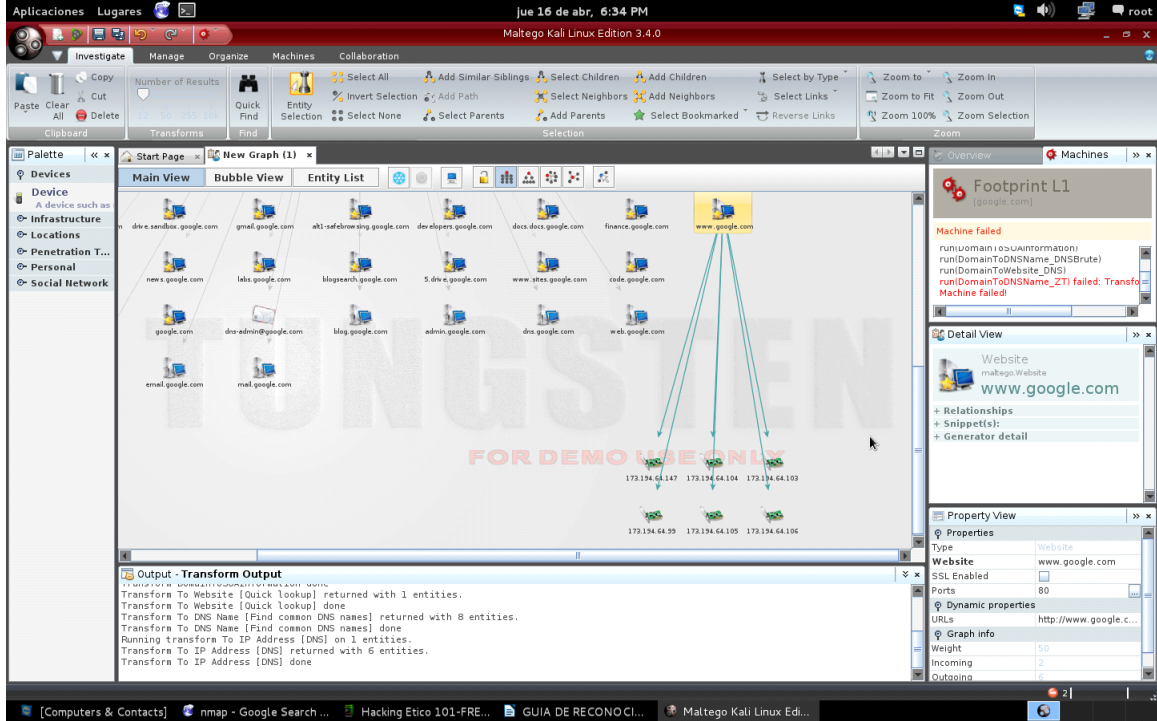 Aplicaciones Lugares
jue 16 de abr, 6:34 PM
root
Maltego Kali Linux Edition 3.4.0
Investigate Manage Organize Machines Collaboration
Paste
Clear All
Copy
Cut
Delete
Clipboard
Number of Results
12 50 255 10k
Transforms
Quick Find
Find
Entity Selection
Select All
Invert Selection
Select None
Add Similar Siblings
Add Path
Select Parents
Select Children
Select Neighbors
Add Parents
Add Children
Add Neighbors
Select Bookmarked
Select by Type
Select Links
Reverse Links
Selection
Zoom to
Zoom to Fit
Zoom 100%
Zoom In
Zoom Out
Zoom Selection
Zoom
Palette
Devices
Device
A device such as
Infrastructure
Locations
Penetration T...
Personal
Social Network
Start Page New Graph (1)
Main View Bubble View Entity List
drive.sandbox.google.com gmail.google.com alt1-safebrowsing.google.com developers.google.com docs.docs.google.com finance.google.com www.google.com
news.google.com labs.google.com blogsearch.google.com 5.drive.google.com www.sites.google.com code.google.com
google.com dns-admin@google.com blog.google.com admin.google.com dns.google.com web.google.com
email.google.com mail.google.com
TUNGSTEN
FOR DEMO USE ONLY
173.194.64.147 173.194.64.104 173.194.64.103
173.194.64.99 173.194.64.105 173.194.64.106
Output - Transform Output
Transform DomainToSOAInformation done
Transform To Website [Quick lookup] returned with 1 entities.
Transform To Website [Quick lookup] done
Transform To DNS Name [Find common DNS names] returned with 8 entities.
Transform To DNS Name [Find common DNS names] done
Running transform To IP Address [DNS] on 1 entities.
Transform To IP Address [DNS] returned with 6 entities.
Transform To IP Address [DNS] done
Overview Machines
Footprint L1
[google.com]
Machine failed
run(DomainToSOAInformation)
run(DomainToDNSName_DNSBrute)
run(DomainToWebsite_DNS)
run(DomainToDNSName_ZT) failed: Transfo
Machine failed!
Detail View
Website
maltego.Website
www.google.com
+ Relationships
+ Snippet(s):
+ Generator detail
Property View
Properties
Type Website
Website www.google.com
SSL Enabled
Ports 80
Dynamic properties
URLs http://www.google.c...
Graph info
Weight 50
Incoming 2
Outgoing 6
2
[Computers & Contacts] nmap - Google Search ... Hacking Etico 101-FRE... GUIA DE RECONOCI... Maltego Kali Linux Edi...